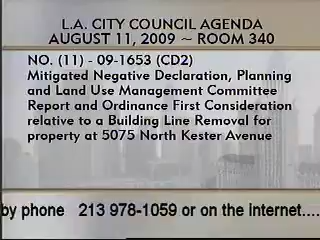 L.A. CITY COUNCIL AGENDA
AUGUST 11, 2009 ~ ROOM 340
NO. (11) - 09-1653 (CD2)
Mitigated Negative Declaration, Planning
and Land Use Management Committee
Report and Ordinance First Consideration
relative to a Building Line Removal for
property at 5075 North Kester Avenue
by phone 213 978-1059 or on the internet....